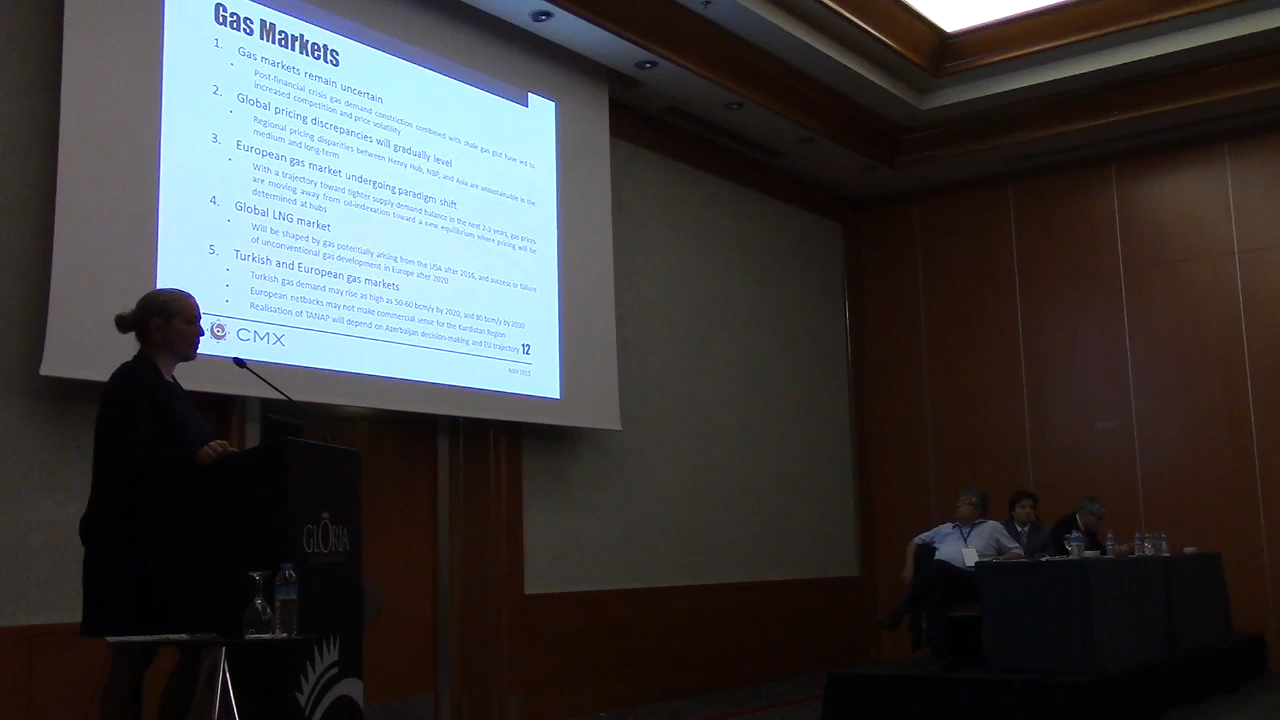 Gas Markets
1. Gas markets remain uncertain
• Post-financial crisis gas demand constriction combined with shale gas glut have led to
increased competition and price volatility
2. Global pricing discrepancies will gradually level
• Regional pricing disparities between Henry Hub, NBP, and Asia are unsustainable in the
medium and long-term
3. European gas market undergoing paradigm shift
• With a trajectory toward tighter supply-demand balance in the next 2-3 years, gas prices
are moving away from oil-indexation toward a new equilibrium where pricing will be
determined at hubs
4. Global LNG market
• Will be shaped by gas potentially arising from the USA after 2016, and success or failure
of unconventional gas development in Europe after 2020
5. Turkish and European gas markets
• Turkish gas demand may rise as high as 50-60 bcm/y by 2020, and 80 bcm/y by 2030
• European netbacks may not make commercial sense for the Kurdistan Region
• Realisation of TANAP will depend on Azerbaijan decision-making and EU trajectory
12
CMX
MAY 2013
GLORIA